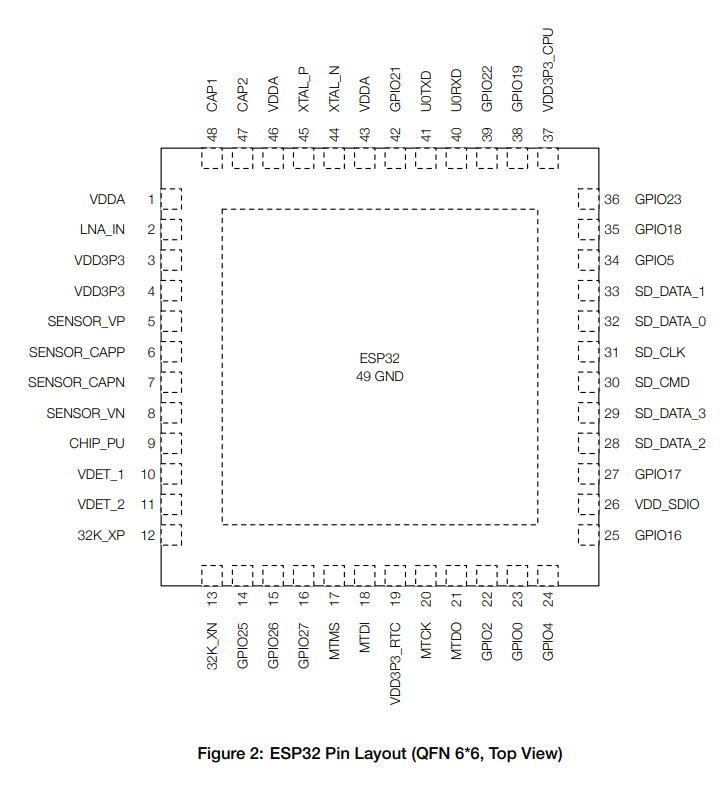 48 CAP1
47 CAP2
46 VDDA
45 XTAL_P
44 XTAL_N
43 VDDA
42 GPIO21
41 U0TXD
40 U0RXD
39 GPIO22
38 GPIO19
37 VDD3P3_CPU
VDDA 1
LNA_IN 2
VDD3P3 3
VDD3P3 4
SENSOR_VP 5
SENSOR_CAPP 6
SENSOR_CAPN 7
SENSOR_VN 8
CHIP_PU 9
VDET_1 10
VDET_2 11
32K_XP 12
ESP32
49 GND
36 GPIO23
35 GPIO18
34 GPIO5
33 SD_DATA_1
32 SD_DATA_0
31 SD_CLK
30 SD_CMD
29 SD_DATA_3
28 SD_DATA_2
27 GPIO17
26 VDD_SDIO
25 GPIO16
32K_XN 13
GPIO25 14
GPIO26 15
GPIO27 16
MTMS 17
MTDI 18
VDD3P3_RTC 19
MTCK 20
MTDO 21
GPIO2 22
GPIO0 23
GPIO4 24
Figure 2: ESP32 Pin Layout (QFN 6*6, Top View)